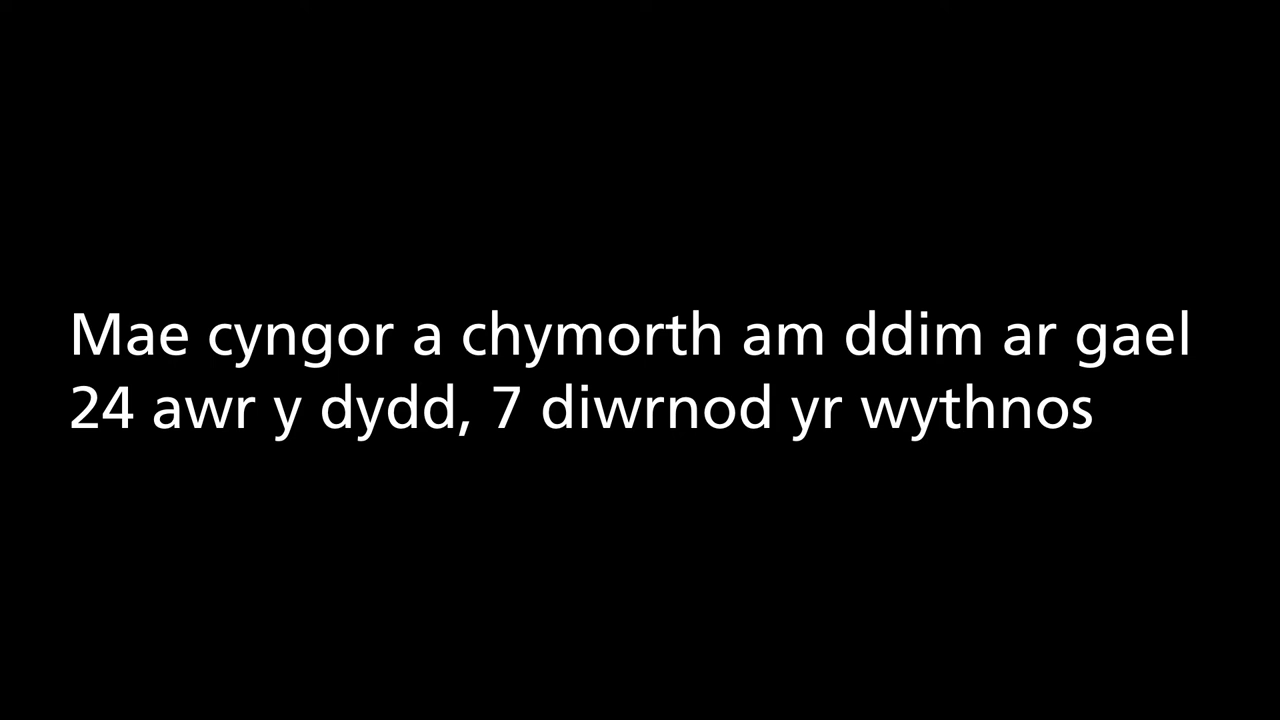 Mae cyngor a chymorth am ddim ar gael
24 awr y dydd, 7 diwrnod yr wythnos